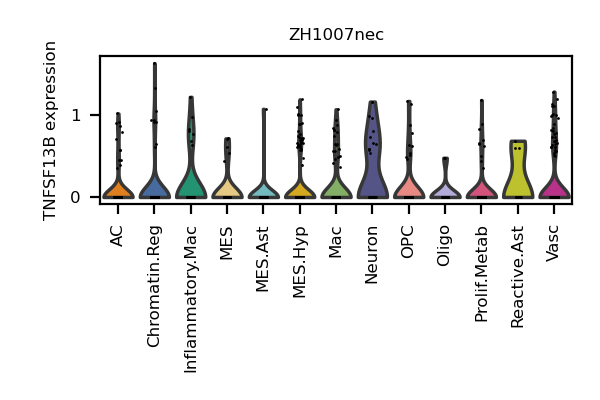 ZH1007nec
TNFSF13B expression
1
0
AC
Chromatin.Reg
Inflammatory.Mac
MES
MES.Ast
MES.Hyp
Mac
Neuron
OPC
Oligo
Prolif.Metab
Reactive.Ast
Vasc